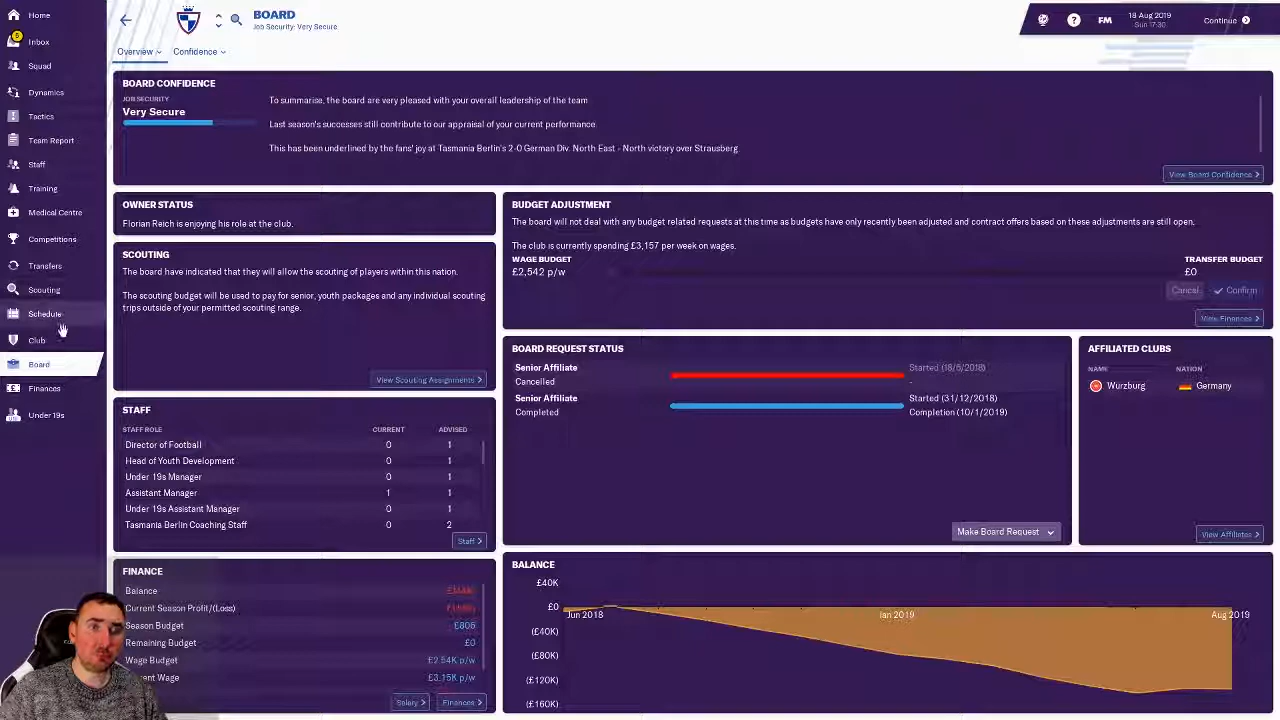 Home
Inbox
5
Squad
Dynamics
Tactics
Team Report
Staff
Training
Medical Centre
Competitions
Transfers
Scouting
Schedule
Club
Board
Finances
Under 19s
BOARD
Job Security: Very Secure
FM
18 Aug 2019
Sun 17:30
Continue
Overview
Confidence
BOARD CONFIDENCE
JOB SECURITY
Very Secure
To summarise, the board are very pleased with your overall leadership of the team
Last season's successes still contribute to our appraisal of your current performance.
This has been underlined by the fans' joy at Tasmania Berlin's 2-0 German Div. North East - North victory over Strausberg.
View Board Confidence >
OWNER STATUS
Florian Reich is enjoying his role at the club.
SCOUTING
The board have indicated that they will allow the scouting of players within this nation.
The scouting budget will be used to pay for senior, youth packages and any individual scouting
trips outside of your permitted scouting range.
View Scouting Assignments >
BUDGET ADJUSTMENT
The board will not deal with any budget related requests at this time as budgets have only recently been adjusted and contract offers based on these adjustments are still open.
The club is currently spending £3,157 per week on wages.
WAGE BUDGET
£2,542 p/w
TRANSFER BUDGET
£0
Cancel
Confirm
View Finances >
STAFF
STAFF ROLE CURRENT ADVISED
Director of Football 0 1
Head of Youth Development 0 1
Under 19s Manager 0 1
Assistant Manager 1 1
Under 19s Assistant Manager 0 1
Tasmania Berlin Coaching Staff 0 2
Staff >
BOARD REQUEST STATUS
Senior Affiliate Started (18/6/2018)
Cancelled -
Senior Affiliate Started (31/12/2018)
Completed Completion (10/1/2019)
Make Board Request
AFFILIATED CLUBS
NAME NATION
Würzburg Germany
View Affiliates >
FINANCE
Balance
Current Season Profit/(Loss)
Season Budget £806
Remaining Budget £0
Wage Budget £2.54K p/w
Wage £3.15K p/w
Salary >
Finances >
BALANCE
£40K
£0
(£40K)
(£80K)
(£120K)
(£160K)
Jun 2018
Jan 2019
Aug 2019